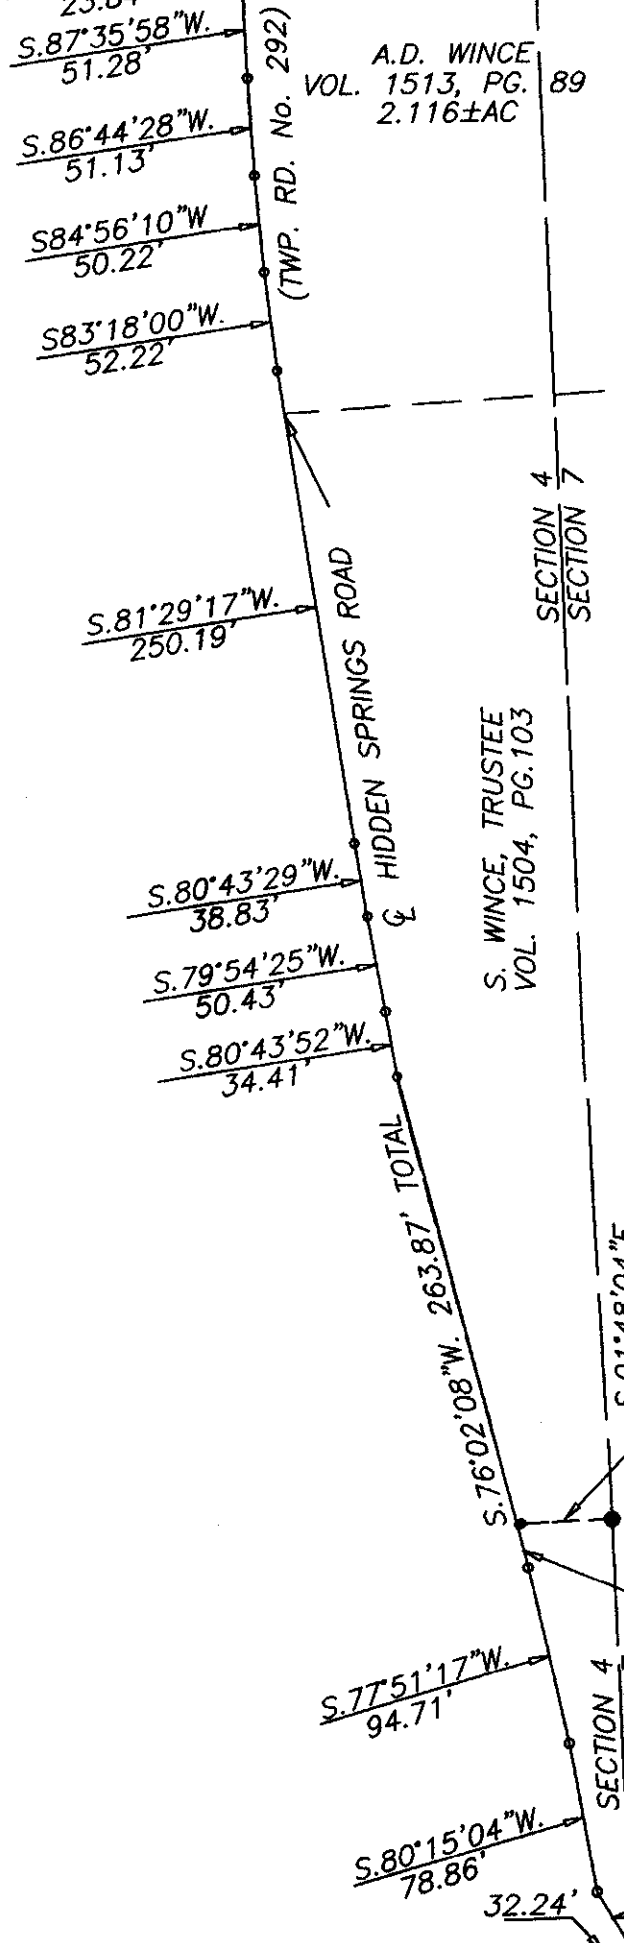 S.87°35'58"W.
51.28'
A.D. WINCE
VOL. 1513, PG. 89
2.116±AC
(TWP. RD. No. 292)
S.86°44'28"W.
51.13'
S84°56'10"W
50.22'
S83°18'00"W.
52.22'
SECTION 4
SECTION 7
S.81°29'17"W.
250.19'
℄ HIDDEN SPRINGS ROAD
S. WINCE, TRUSTEE
VOL. 1504, PG.103
S.80°43'29"W.
38.83'
S.79°54'25"W.
50.43'
S.80°43'52"W.
34.41'
S.76°02'08"W. 263.87' TOTAL
S.01°48'04"E
S.77°51'17"W.
94.71'
SECTION 4
S.80°15'04"W.
78.86'
32.24'